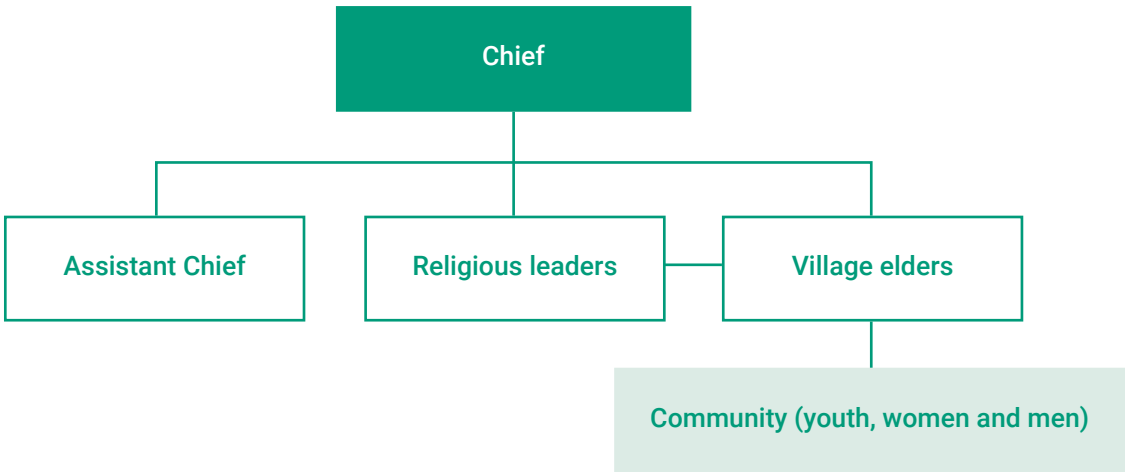 Chief
Assistant Chief
Religious leaders
Village elders
Community (youth, women and men)